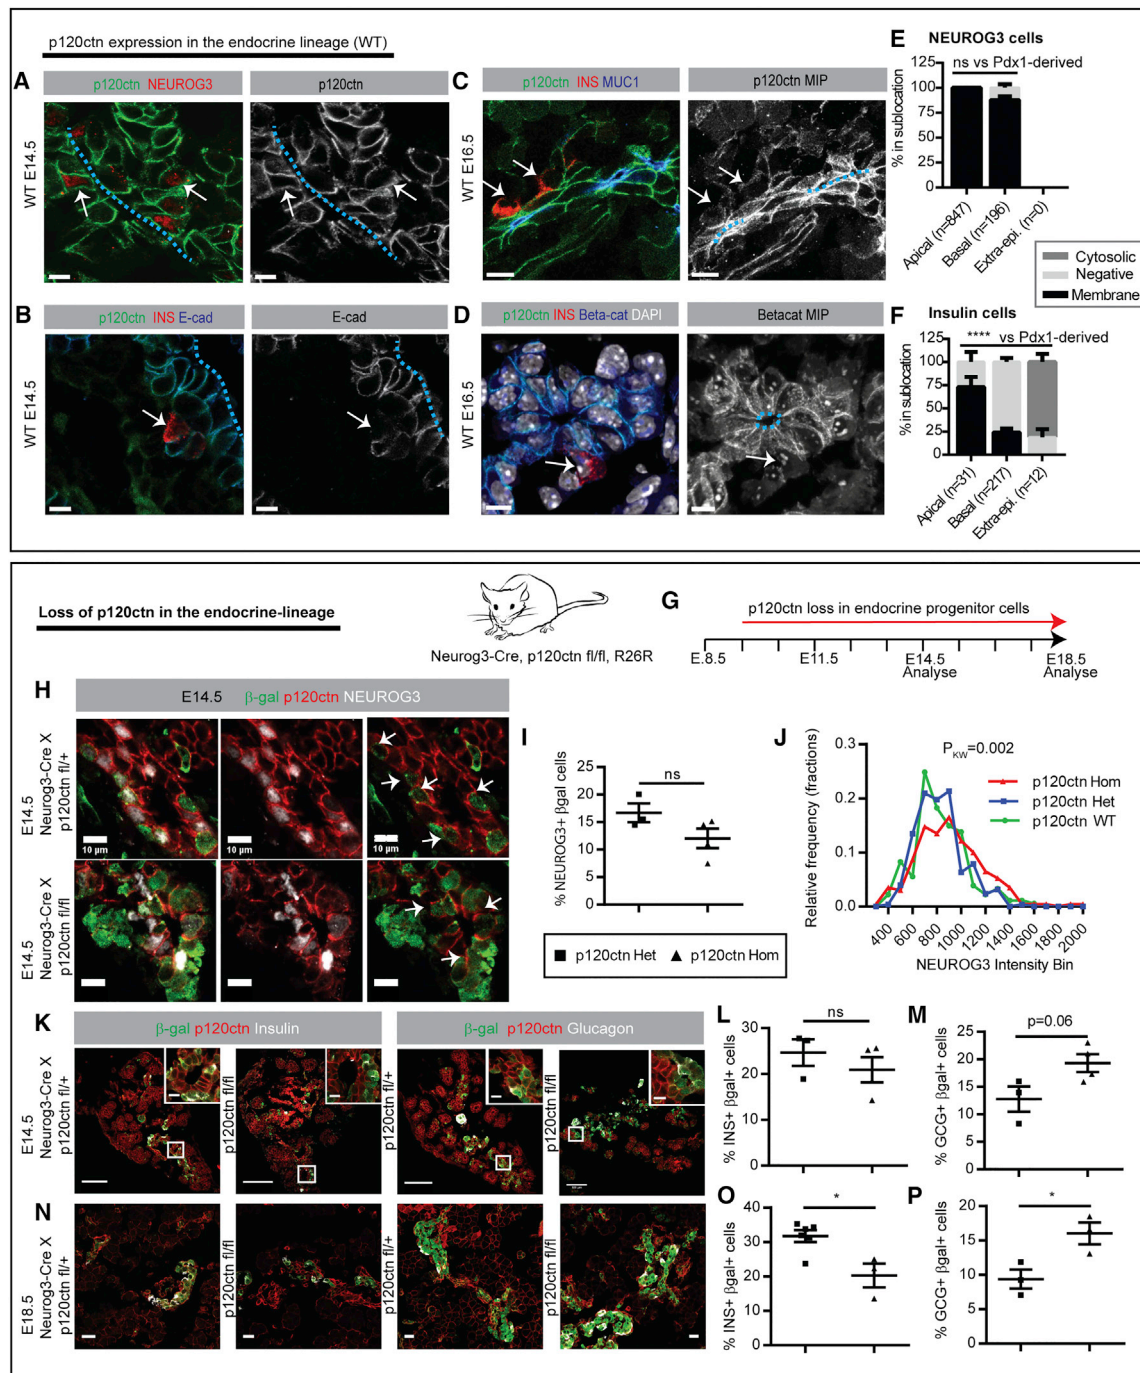 p120ctn expression in the endocrine lineage (WT)
A
p120ctn NEUROG3
p120ctn
WT E14.5
B
p120ctn INS E-cad
E-cad
WT E14.5
C
p120ctn INS MUC1
p120ctn MIP
WT E16.5
D
p120ctn INS Beta-cat DAPI
Betacat MIP
WT E16.5
E NEUROG3 cells
ns vs Pdx1-derived
% in sublocation
125
100
75
50
25
0
Apical (n=847)
Basal (n=196)
Extra-epi. (n=0)
Cytosolic
Negative
Membrane
F Insulin cells
**** vs Pdx1-derived
% in sublocation
125
100
75
50
25
0
Apical (n=31)
Basal (n=217)
Extra-epi. (n=12)
Loss of p120ctn in the endocrine-lineage
Neurog3-Cre, p120ctn fl/fl, R26R
G
p120ctn loss in endocrine progenitor cells
E.8.5
E11.5
E14.5
Analyse
E18.5
Analyse
H
E14.5 β-gal p120ctn NEUROG3
E14.5
Neurog3-Cre X
p120ctn fl/+
10 µm
10 µm
10 µm
E14.5
Neurog3-Cre X
p120ctn fl/fl
I
% NEUROG3+ βgal cells
25
20
15
10
5
0
ns
p120ctn Het
p120ctn Hom
J
Relative frequency (fractions)
0.3
0.2
0.1
0.0
PKW=0.002
p120ctn Hom
p120ctn Het
p120ctn WT
400
600
800
1000
1200
1400
1600
1800
2000
NEUROG3 Intensity Bin
K
β-gal p120ctn Insulin
β-gal p120ctn Glucagon
E14.5
Neurog3-Cre X
p120ctn fl/+
p120ctn fl/fl
p120ctn fl/+
p120ctn fl/fl
L
% INS+ βgal+ cells
30
20
10
0
ns
M
% GCG+ βgal+ cells
25
20
15
10
5
0
p=0.06
N
E18.5
Neurog3-Cre X
p120ctn fl/+
p120ctn fl/fl
p120ctn fl/+
p120ctn fl/fl
O
% INS+ βgal+ cells
40
30
20
10
0
*
P
% GCG+ βgal+ cells
20
15
10
5
0
*